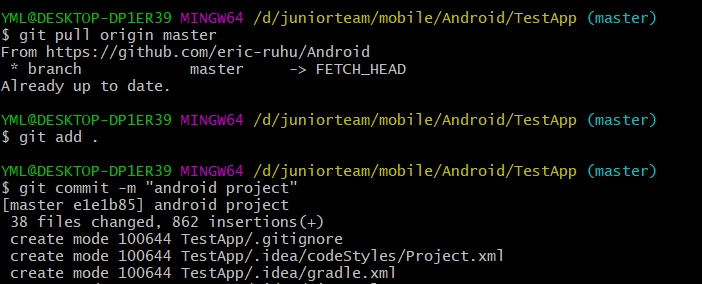 YML@DESKTOP-DP1ER39 MINGW64 /d/juniorteam/mobile/Android/TestApp (master)
$ git pull origin master
From https://github.com/eric-ruhu/Android
 * branch            master     -> FETCH_HEAD
Already up to date.
YML@DESKTOP-DP1ER39 MINGW64 /d/juniorteam/mobile/Android/TestApp (master)
$ git add .
YML@DESKTOP-DP1ER39 MINGW64 /d/juniorteam/mobile/Android/TestApp (master)
$ git commit -m "android project"
[master e1e1b85] android project
 38 files changed, 862 insertions(+)
 create mode 100644 TestApp/.gitignore
 create mode 100644 TestApp/.idea/codeStyles/Project.xml
 create mode 100644 TestApp/.idea/gradle.xml